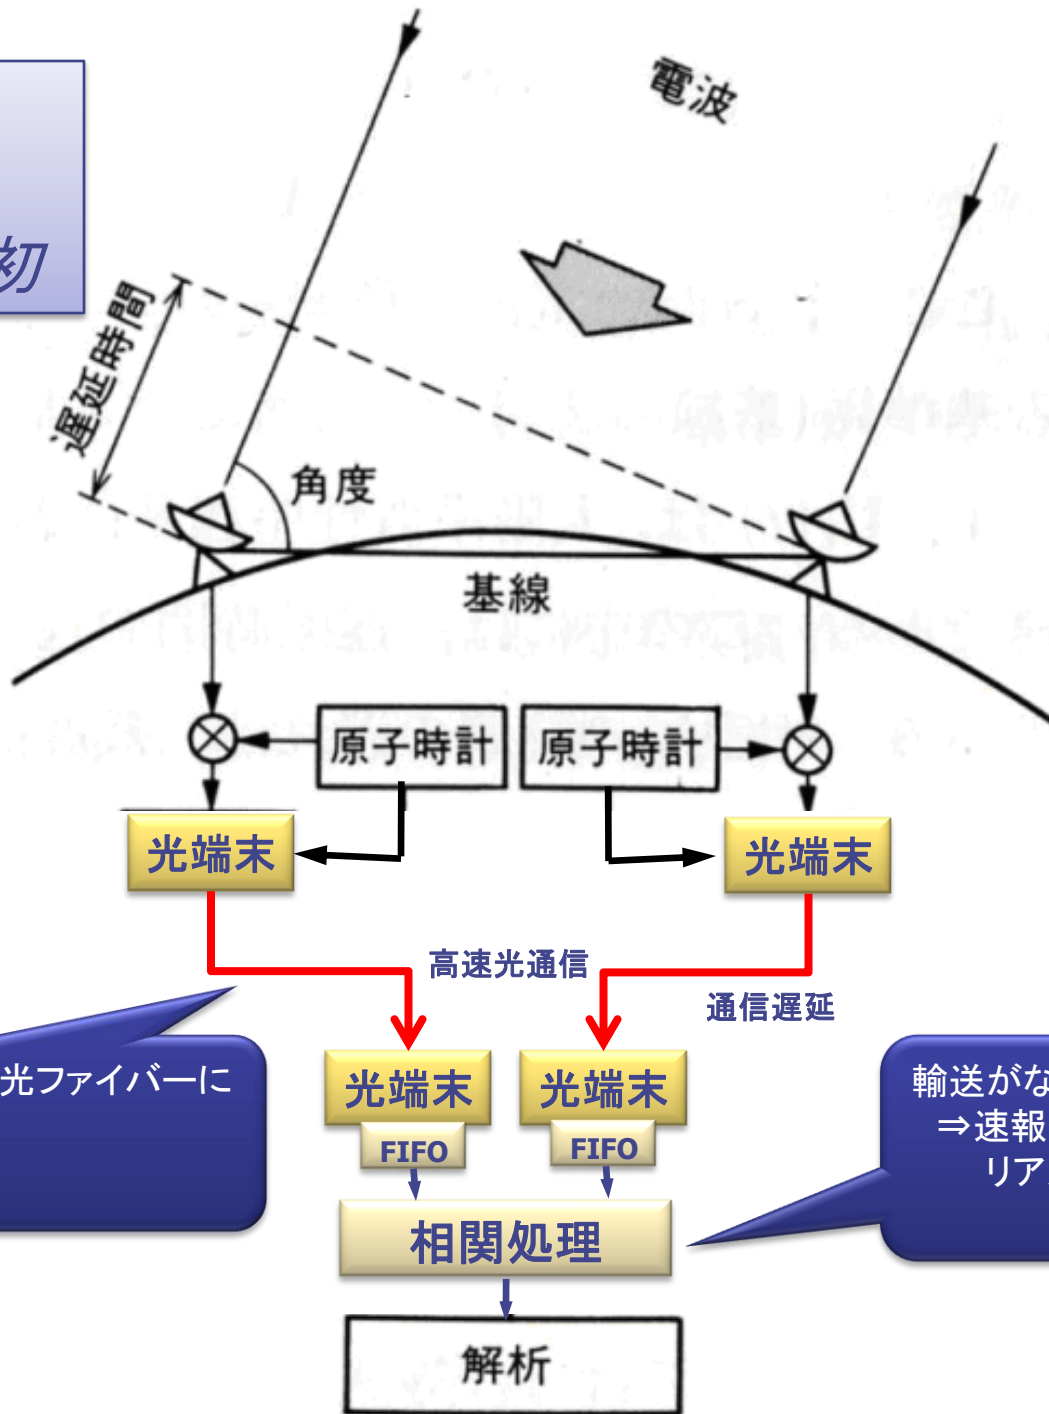 電波
初
遅延時間
角度
基線
原子時計
原子時計
光端末
光端末
高速光通信
通信遅延
光ファイバーに
光端末
光端末
FIFO
FIFO
輸送がな
⇒速報
リア
相関処理
解析